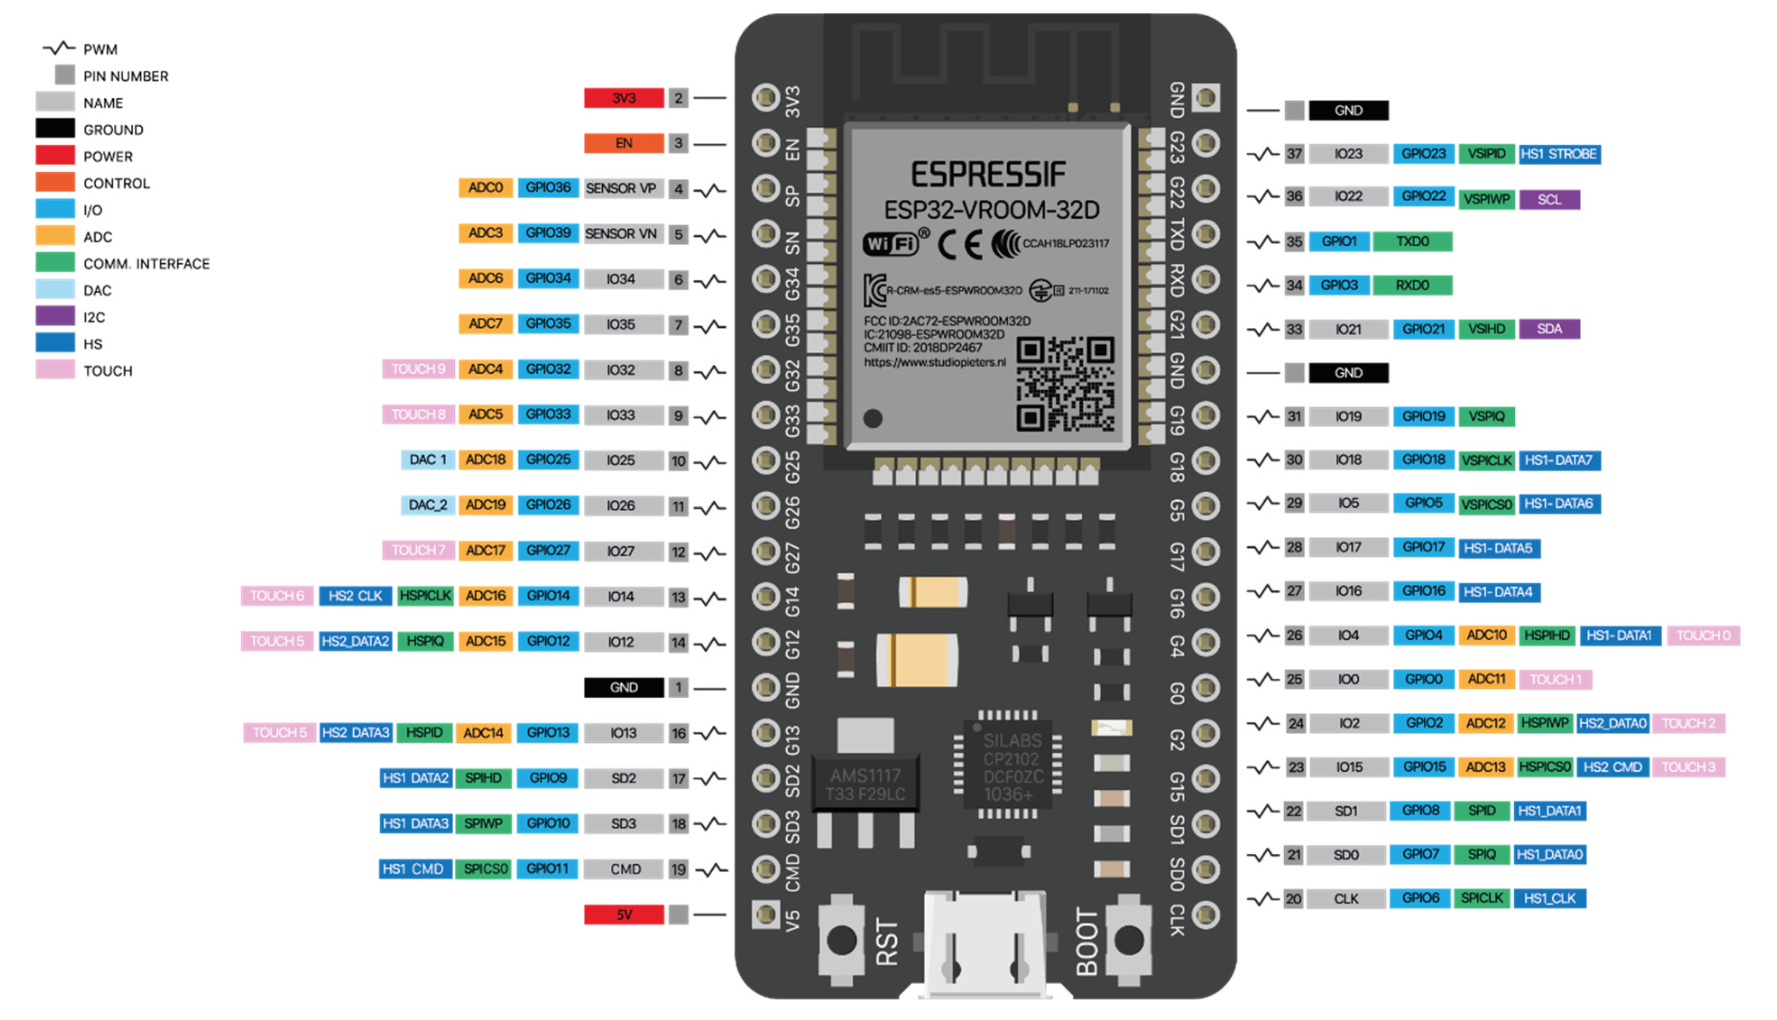 PWM
PIN NUMBER
NAME
GROUND
POWER
CONTROL
I/O
ADC
COMM. INTERFACE
DAC
I2C
HS
TOUCH
3V3 2
EN 3
ADC0 GPIO36 SENSOR VP 4
ADC3 GPIO39 SENSOR VN 5
ADC6 GPIO34 IO34 6
ADC7 GPIO35 IO35 7
TOUCH 9 ADC4 GPIO32 IO32 8
TOUCH 8 ADC5 GPIO33 IO33 9
DAC 1 ADC18 GPIO25 IO25 10
DAC_2 ADC19 GPIO26 IO26 11
TOUCH 7 ADC17 GPIO27 IO27 12
TOUCH 6 HS2 CLK HSPICLK ADC16 GPIO14 IO14 13
TOUCH 5 HS2_DATA2 HSPIQ ADC15 GPIO12 IO12 14
GND 1
TOUCH 5 HS2 DATA3 HSPID ADC14 GPIO13 IO13 16
HS1 DATA2 SPIHD GPIO9 SD2 17
HS1 DATA3 SPIWP GPIO10 SD3 18
HS1 CMD SPICS0 GPIO11 CMD 19
5V
3V3
EN
SP
SN
G34
G35
G32
G33
G25
G26
G27
G14
G12
GND
G13
SD2
SD3
CMD
V5
ESPRESSIF
ESP32-VROOM-32D
WiFi® CE CCAH18LP023117
R-CRM-es5-ESPWROOM32D R 211-171102
FCC ID:2AC72-ESPWROOM32D
IC:21098-ESPWROOM32D
CMIIT ID: 2018DP2467
https://www.studiopieters.nl
AMS1117
T33 F29LC
SILABS
CP2102
DCF0ZC
1036+
RST
BOOT
GND
G23
G22
TXD
RXD
G21
GND
G19
G18
G5
G17
G16
G4
G0
G2
G15
SD1
SD0
CLK
GND
37 IO23 GPIO23 VSIPID HS1 STROBE
36 IO22 GPIO22 VSPIWP SCL
35 GPIO1 TXD0
34 GPIO3 RXD0
33 IO21 GPIO21 VSIHD SDA
GND
31 IO19 GPIO19 VSPIQ
30 IO18 GPIO18 VSPICLK HS1-DATA7
29 IO5 GPIO5 VSPICS0 HS1-DATA6
28 IO17 GPIO17 HS1-DATA5
27 IO16 GPIO16 HS1-DATA4
26 IO4 GPIO4 ADC10 HSPIHD HS1-DATA1 TOUCH 0
25 IO0 GPIO0 ADC11 TOUCH 1
24 IO2 GPIO2 ADC12 HSPIWP HS2_DATA0 TOUCH 2
23 IO15 GPIO15 ADC13 HSPICS0 HS2 CMD TOUCH 3
22 SD1 GPIO8 SPID HS1_DATA1
21 SD0 GPIO7 SPIQ HS1_DATA0
20 CLK GPIO6 SPICLK HS1_CLK